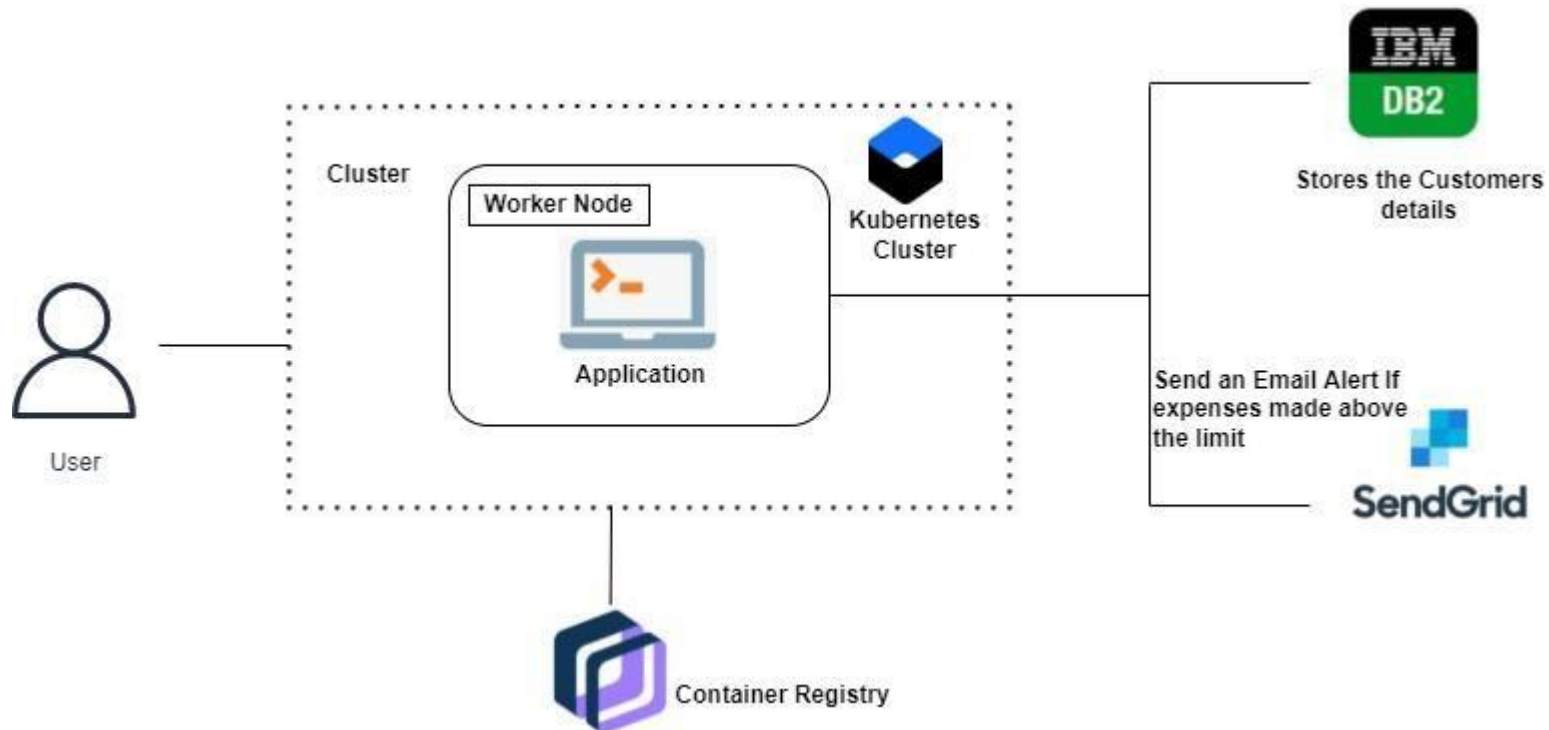 IBM
DB2
Stores the Customers
details
Cluster
Worker Node
Kubernetes
Cluster
Application
User
Send an Email Alert If
expenses made above
the limit
SendGrid
Container Registry